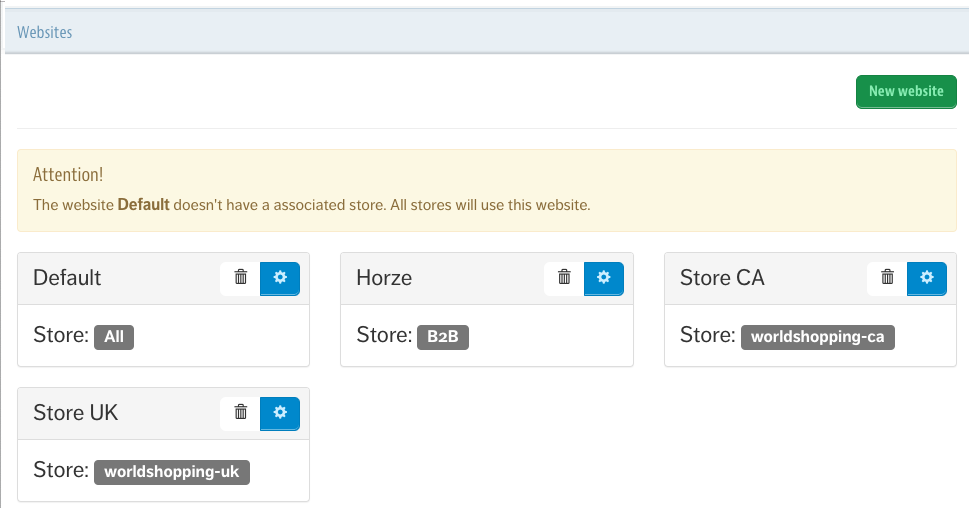 Websites
New website
Attention!
The website Default doesn't have a associated store. All stores will use this website.
Default
Store: All
Horze
Store: B2B
Store CA
Store: worldshopping-ca
Store UK
Store: worldshopping-uk